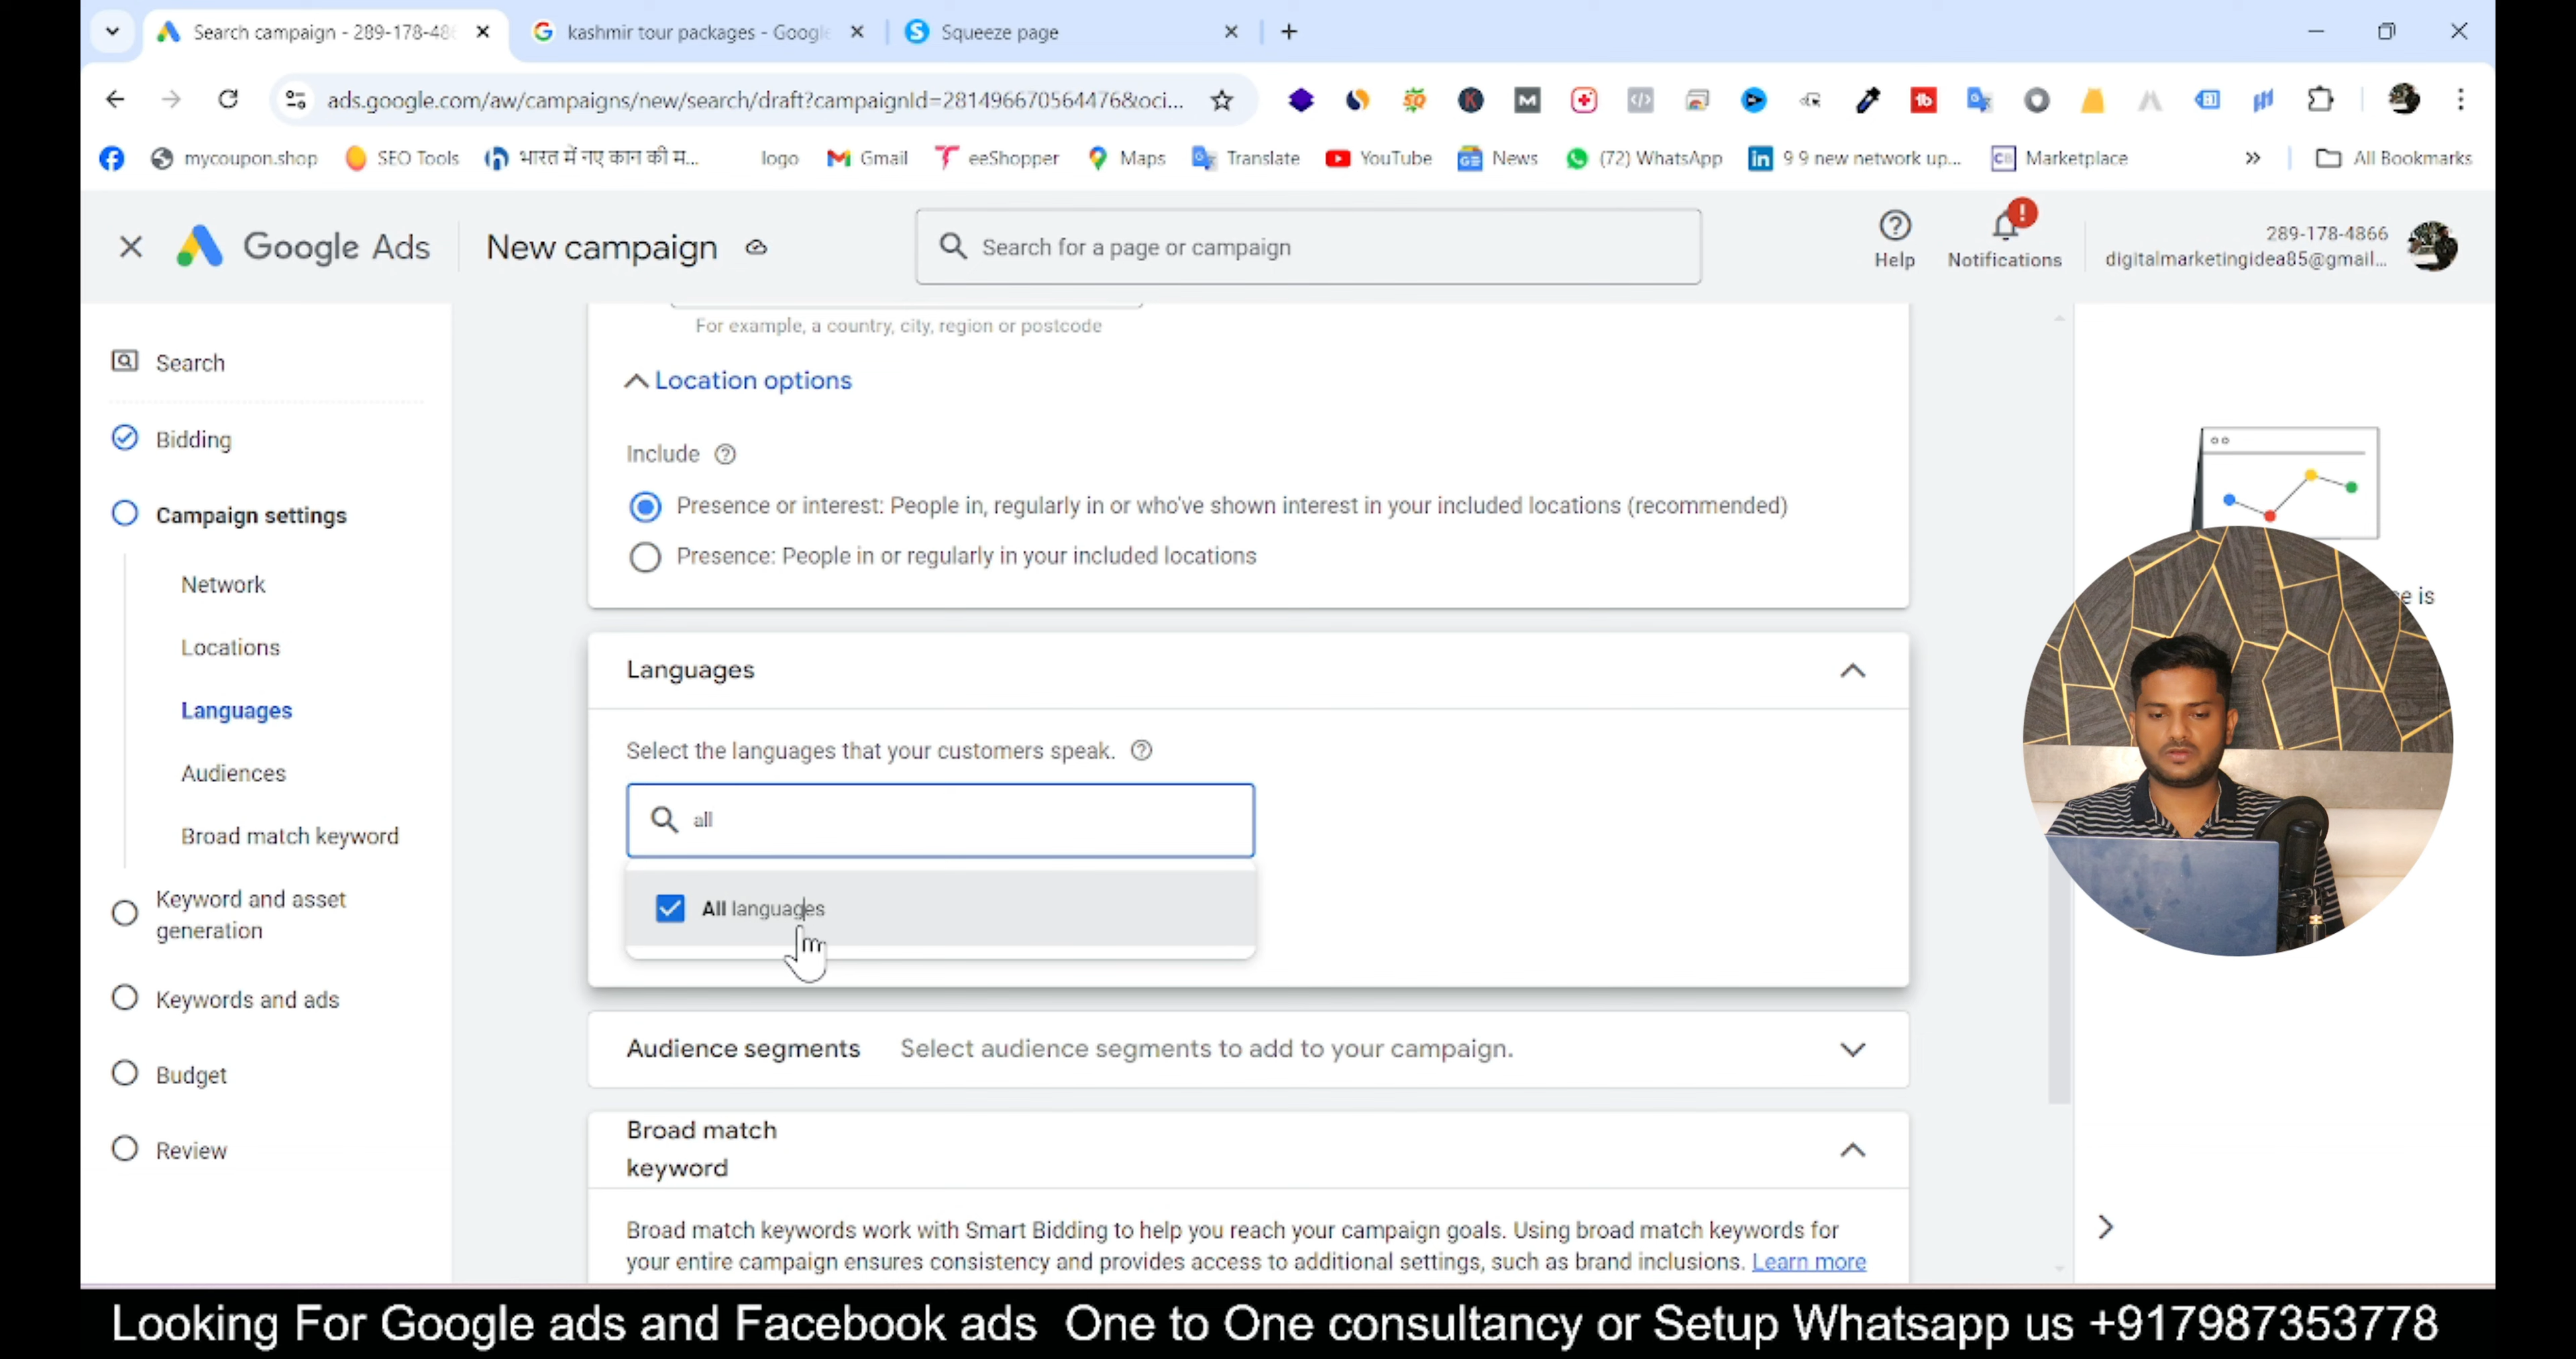 Search campaign - 289-178-486
kashmir tour packages - Google
Squeeze page
ads.google.com/aw/campaigns/new/search/draft?campaignId=281496670564476&oci...
mycoupon.shop
SEO Tools
भारत में नए कान की म...
logo
Gmail
eeShopper
Maps
Translate
YouTube
News
(72) WhatsApp
9 9 new network up...
Marketplace
All Bookmarks
Google Ads
New campaign
Search for a page or campaign
Help
Notifications
289-178-4866
digitalmarketingidea85@gmail...
Search
Bidding
Campaign settings
Network
Locations
Languages
Audiences
Broad match keyword
Keyword and asset
generation
Keywords and ads
Budget
Review
For example, a country, city, region or postcode
Location options
Include
Presence or interest: People in, regularly in or who've shown interest in your included locations (recommended)
Presence: People in or regularly in your included locations
Languages
Select the languages that your customers speak.
all
All languages
Audience segments Select audience segments to add to your campaign.
Broad match
keyword
Broad match keywords work with Smart Bidding to help you reach your campaign goals. Using broad match keywords for
your entire campaign ensures consistency and provides access to additional settings, such as brand inclusions. Learn more
is
Looking For Google ads and Facebook ads One to One consultancy or Setup Whatsapp us +917987353778